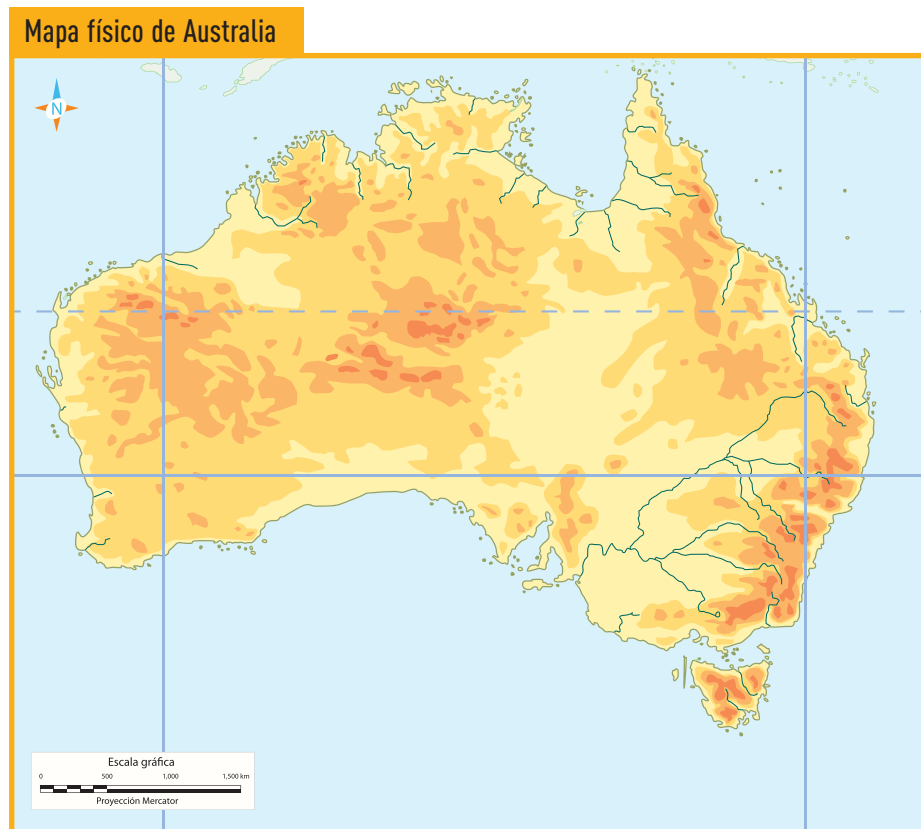 Mapa físico de Australia
N
Escala gráfica
0 500 1,000 1,500 km
Proyección Mercator